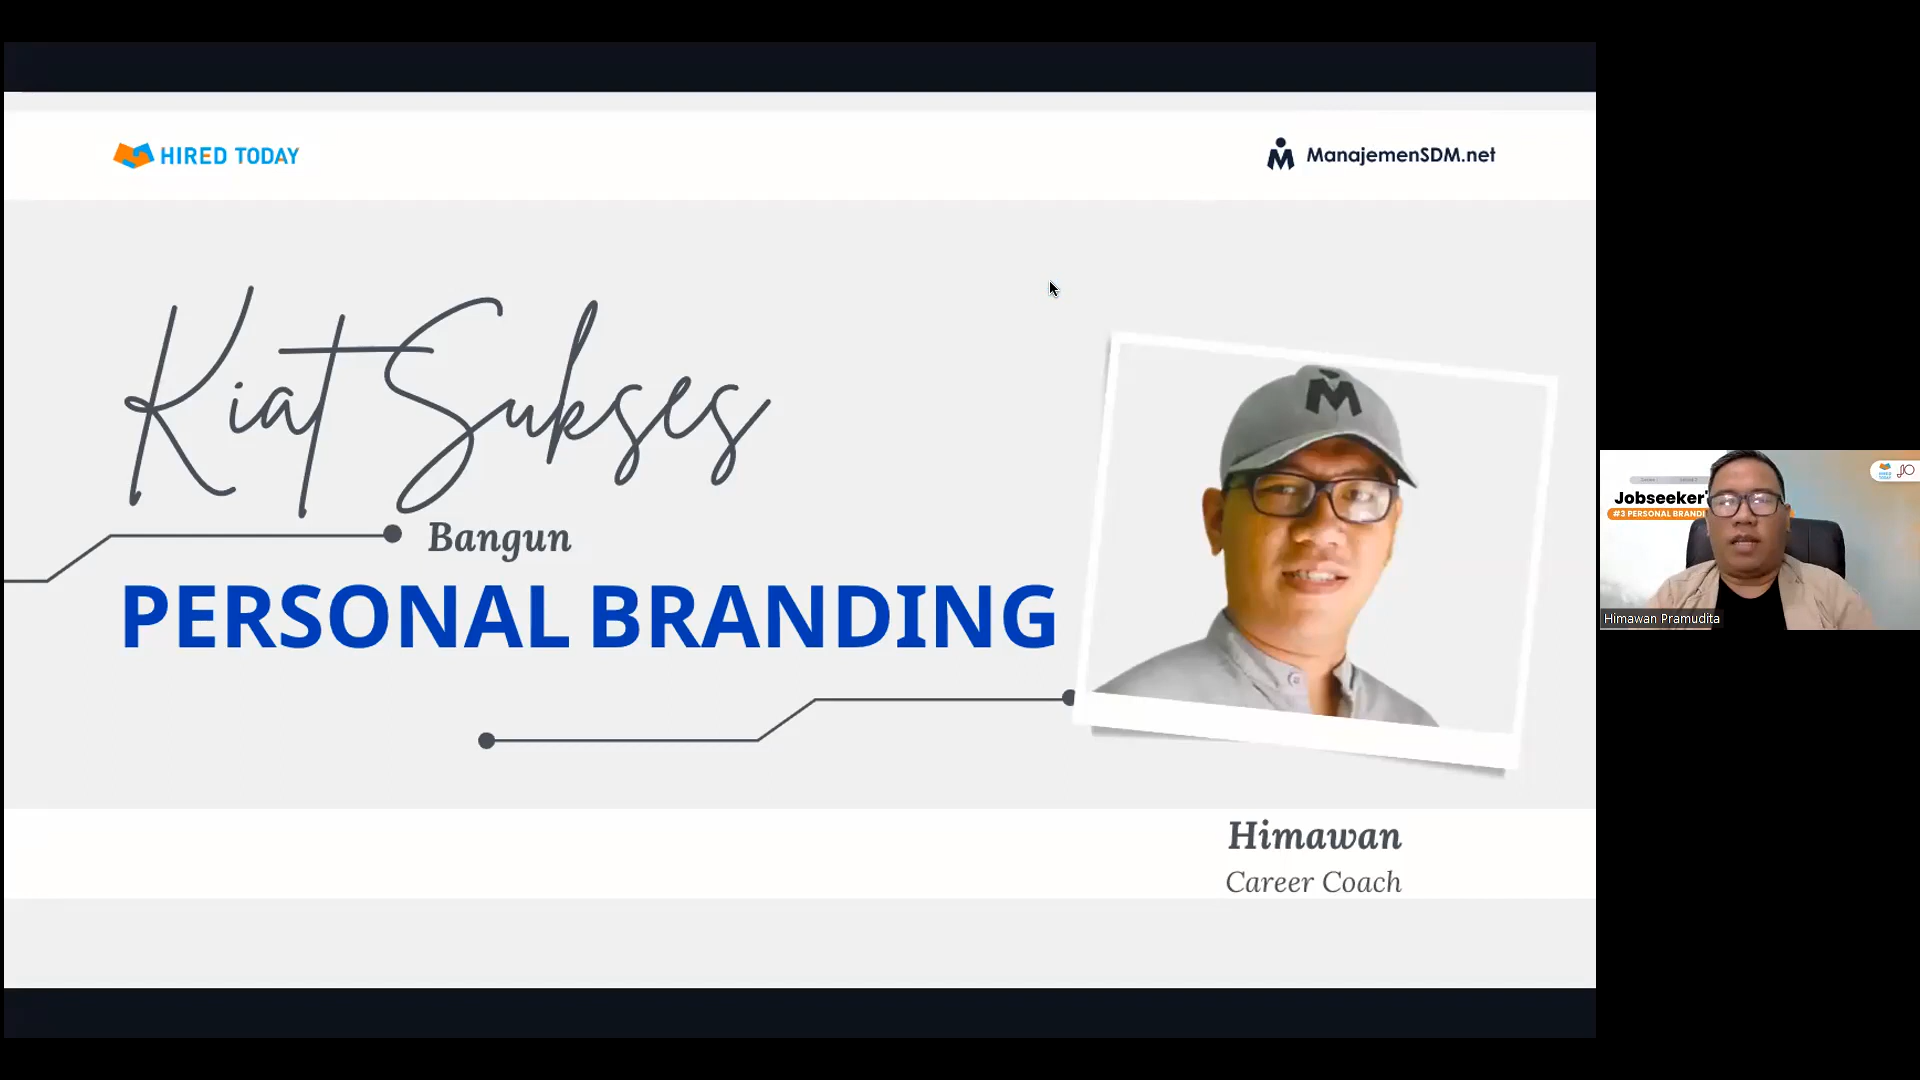 HIRED TODAY
ManajemenSDM.net
Kiat Sukses
Bangun
PERSONAL BRANDING
Himawan
Career Coach
Jobseeker'
#3 PERSONAL BRANDI
Himawan Pramudita